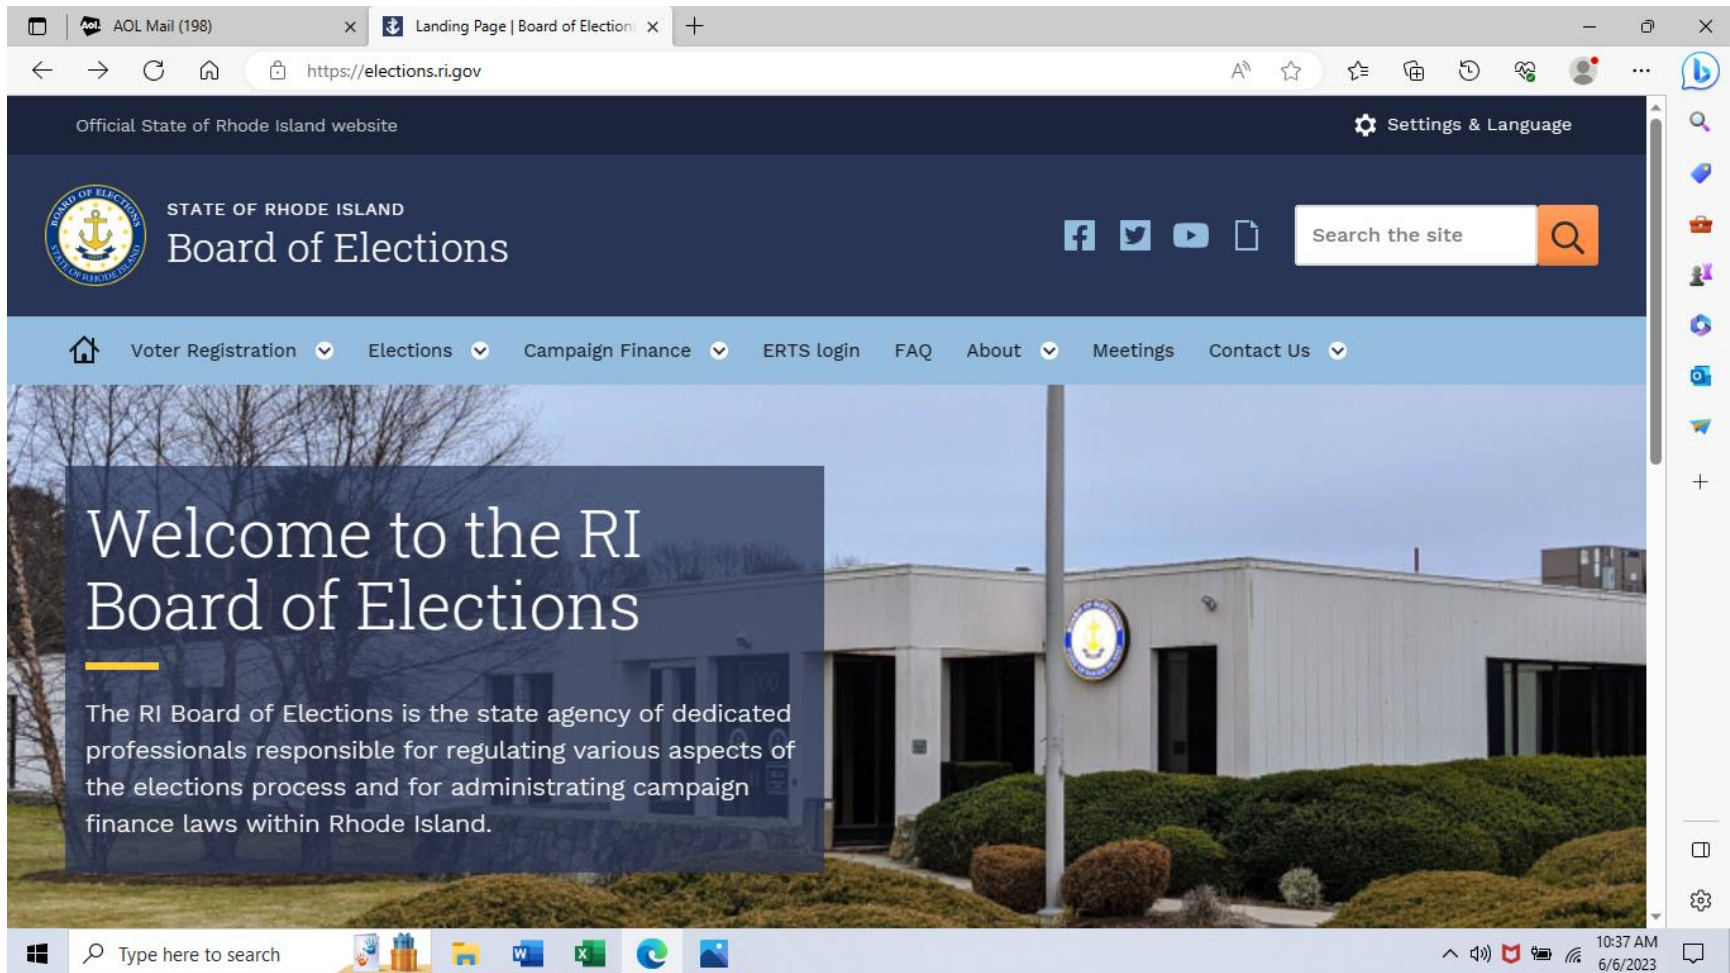 AOL Mail (198)
Landing Page | Board of Election
https://elections.ri.gov
Official State of Rhode Island website
Settings & Language
STATE OF RHODE ISLAND
Board of Elections
Search the site
Voter Registration
Elections
Campaign Finance
ERTS login
FAQ
About
Meetings
Contact Us
Welcome to the RI
Board of Elections
The RI Board of Elections is the state agency of dedicated
professionals responsible for regulating various aspects of
the elections process and for administrating campaign
finance laws within Rhode Island.
Type here to search
10:37 AM
6/6/2023